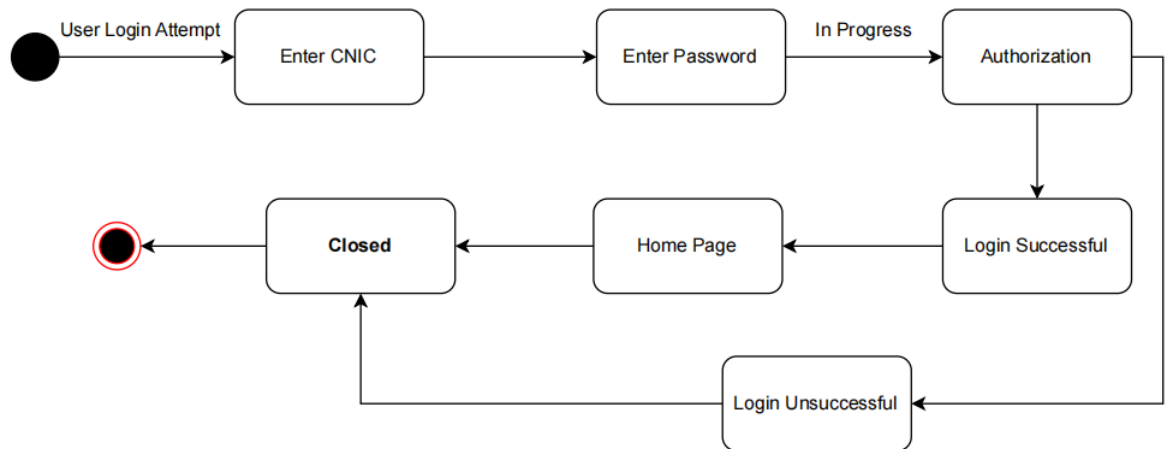 User Login Attempt
Enter CNIC
Enter Password
In Progress
Authorization
Closed
Home Page
Login Successful
Login Unsuccessful